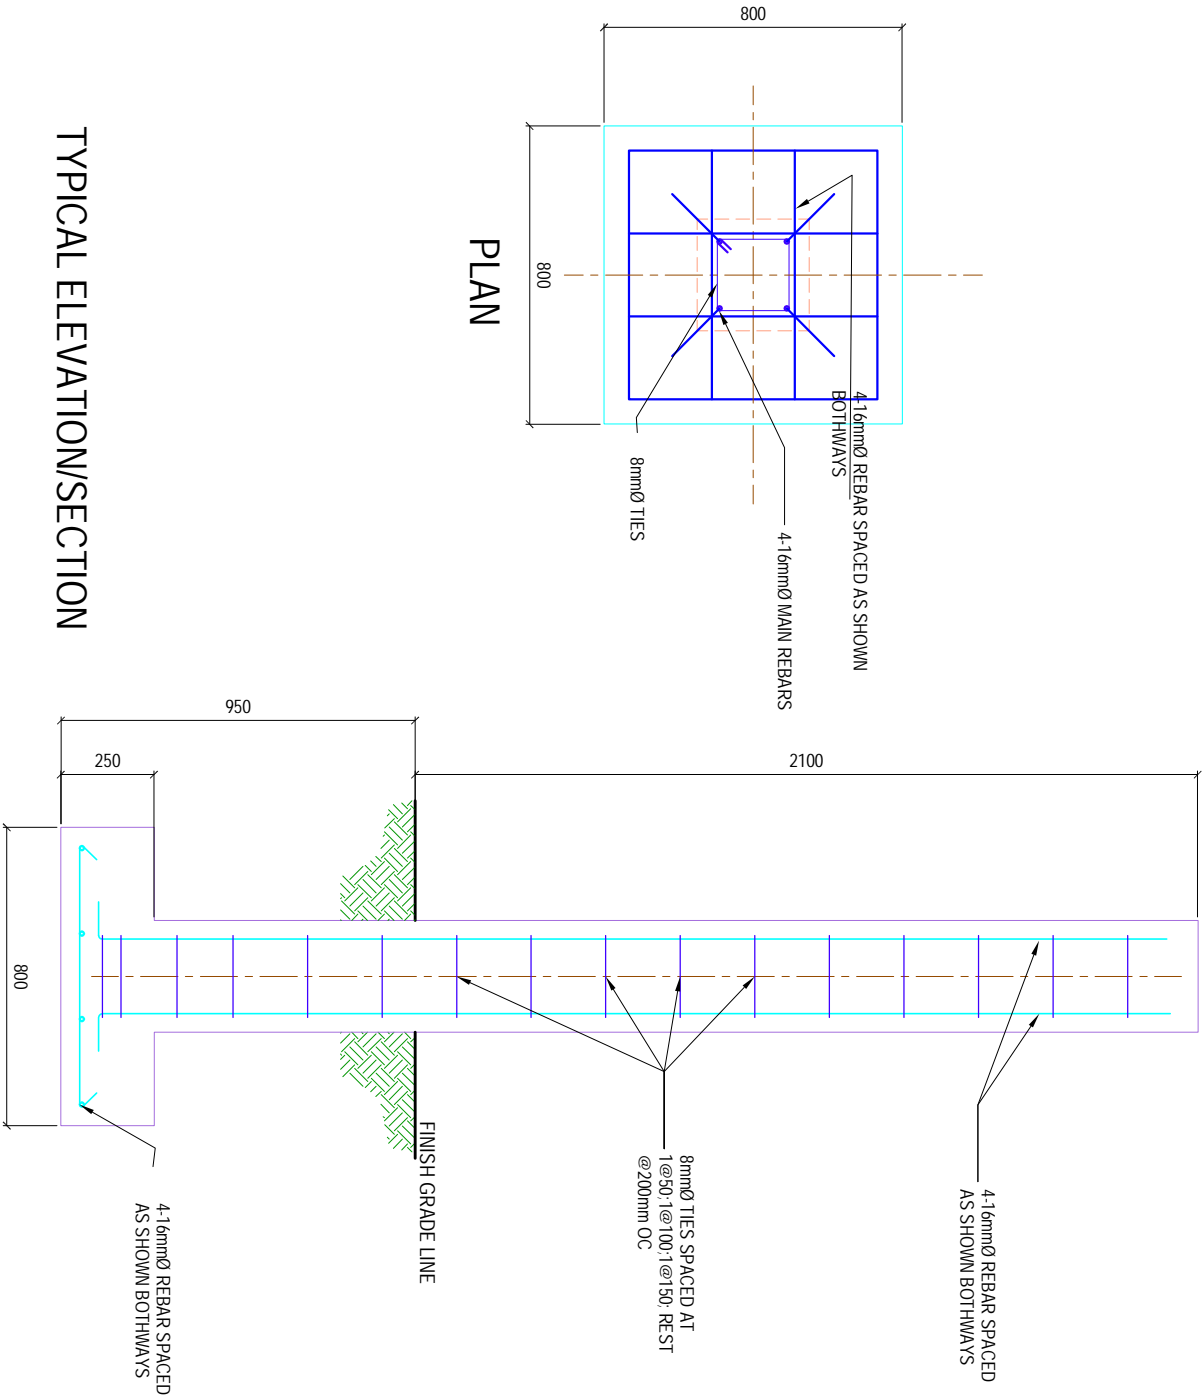 800
800
PLAN
4-16mmØ REBAR SPACED AS SHOWN
BOTHWAYS
4-16mmØ MAIN REBARS
8mmØ TIES
TYPICAL ELEVATION/SECTION
950
250
2100
800
FINISH GRADE LINE
4-16mmØ REBAR SPACED
AS SHOWN BOTHWAYS
8mmØ TIES SPACED AT
1@50;1@100;1@150; REST
@200mm OC
4-16mmØ REBAR SPACED
AS SHOWN BOTHWAYS